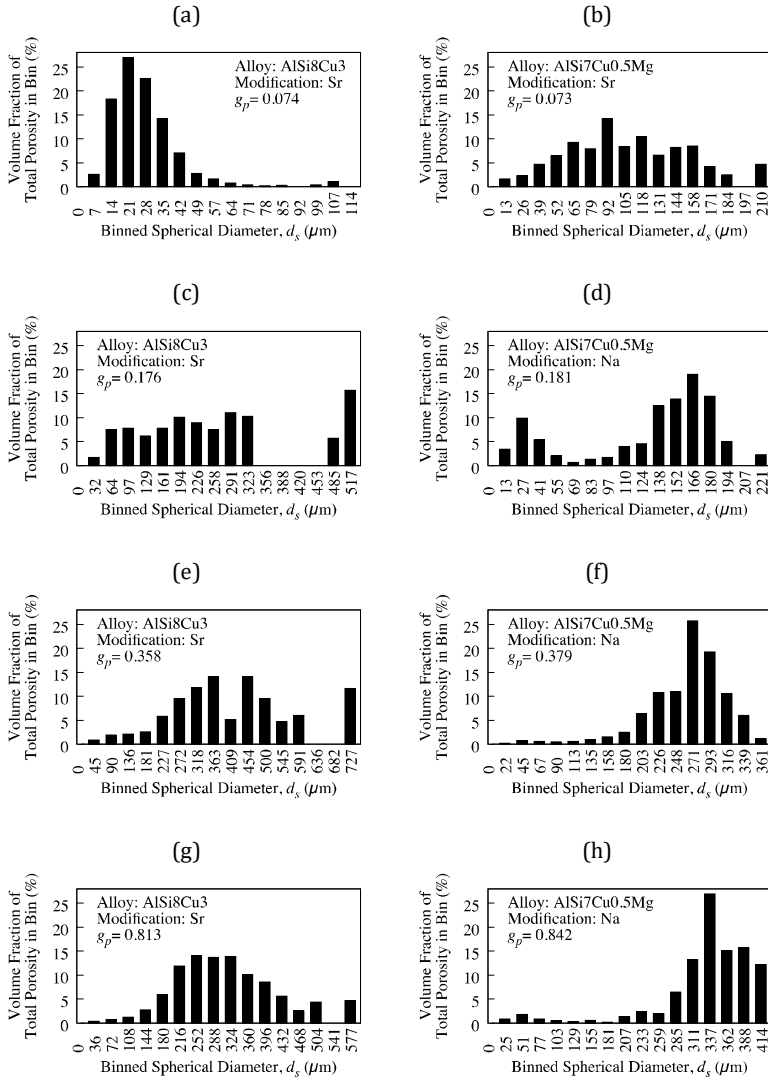 (a)
Volume Fraction of
Total Porosity in Bin (%)
25
20
15
10
5
0
Alloy: AlSi8Cu3
Modification: Sr
gp= 0.074
0 7 14 21 28 35 42 49 57 64 71 78 85 92 99 107 114
Binned Spherical Diameter, ds (μm)
(b)
Volume Fraction of
Total Porosity in Bin (%)
25
20
15
10
5
0
Alloy: AlSi7Cu0.5Mg
Modification: Sr
gp= 0.073
0 13 26 39 52 65 79 92 105 118 131 144 158 171 184 197 210
Binned Spherical Diameter, ds (μm)
(c)
Volume Fraction of
Total Porosity in Bin (%)
25
20
15
10
5
0
Alloy: AlSi8Cu3
Modification: Sr
gp= 0.176
0 32 64 97 129 161 194 226 258 291 323 356 388 420 453 485 517
Binned Spherical Diameter, ds (μm)
(d)
Volume Fraction of
Total Porosity in Bin (%)
25
20
15
10
5
0
Alloy: AlSi7Cu0.5Mg
Modification: Na
gp= 0.181
0 13 27 41 55 69 83 97 110 124 138 152 166 180 194 207 221
Binned Spherical Diameter, ds (μm)
(e)
Volume Fraction of
Total Porosity in Bin (%)
25
20
15
10
5
0
Alloy: AlSi8Cu3
Modification: Sr
gp= 0.358
0 45 90 136 181 227 272 318 363 409 454 500 545 591 636 682 727
Binned Spherical Diameter, ds (μm)
(f)
Volume Fraction of
Total Porosity in Bin (%)
25
20
15
10
5
0
Alloy: AlSi7Cu0.5Mg
Modification: Na
gp= 0.379
0 22 45 67 90 113 135 158 180 203 226 248 271 293 316 339 361
Binned Spherical Diameter, ds (μm)
(g)
Volume Fraction of
Total Porosity in Bin (%)
25
20
15
10
5
0
Alloy: AlSi8Cu3
Modification: Sr
gp= 0.813
0 36 72 108 144 180 216 252 288 324 360 396 432 468 504 541 577
Binned Spherical Diameter, ds (μm)
(h)
Volume Fraction of
Total Porosity in Bin (%)
25
20
15
10
5
0
Alloy: AlSi7Cu0.5Mg
Modification: Na
gp= 0.842
0 25 51 77 103 129 155 181 207 233 259 285 311 337 362 388 414
Binned Spherical Diameter, ds (μm)